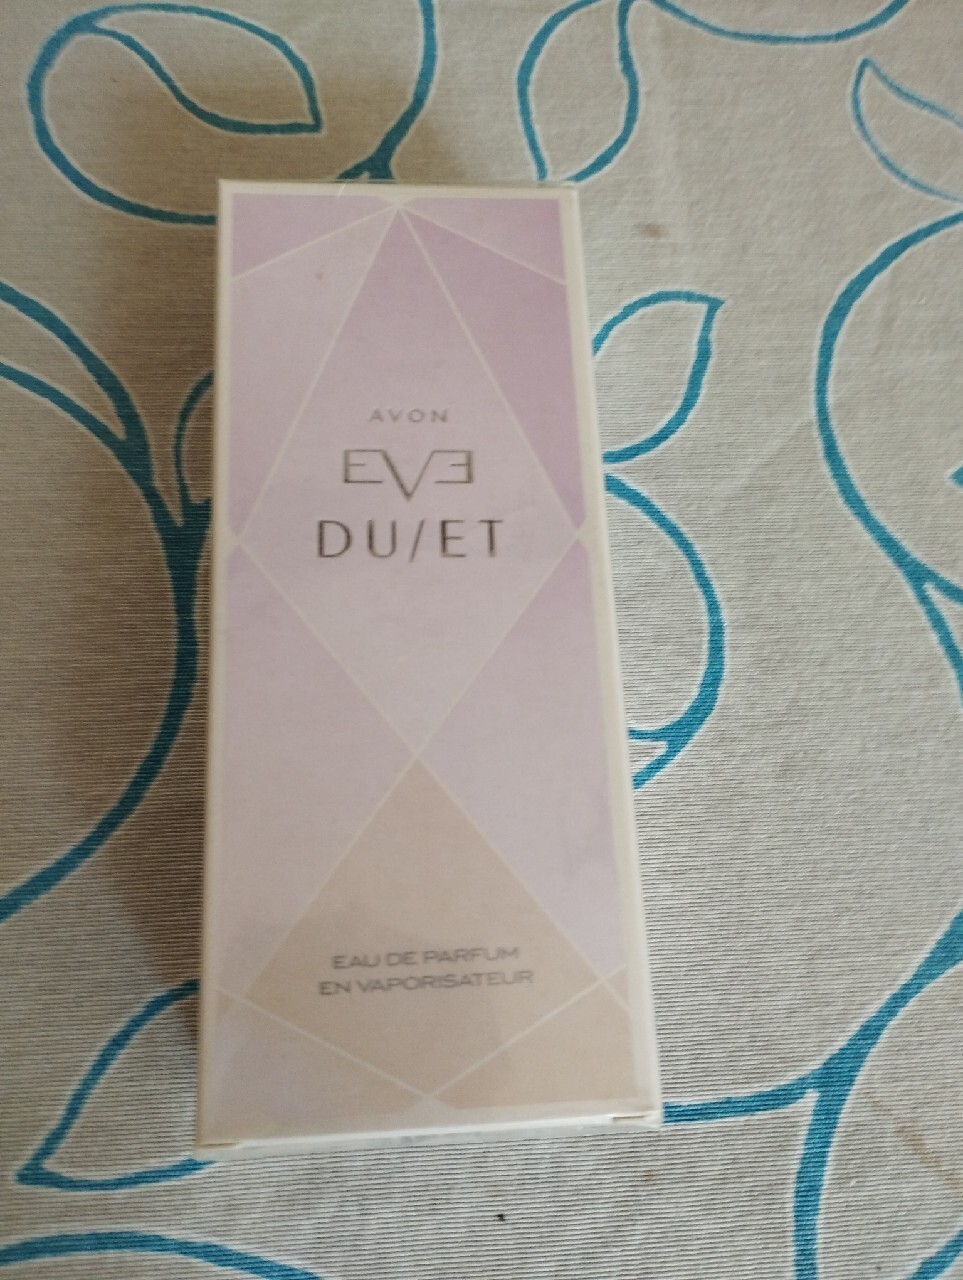 AVON
EVE
DU/ET
EAU DE PARFUM
EN VAPORISATEUR